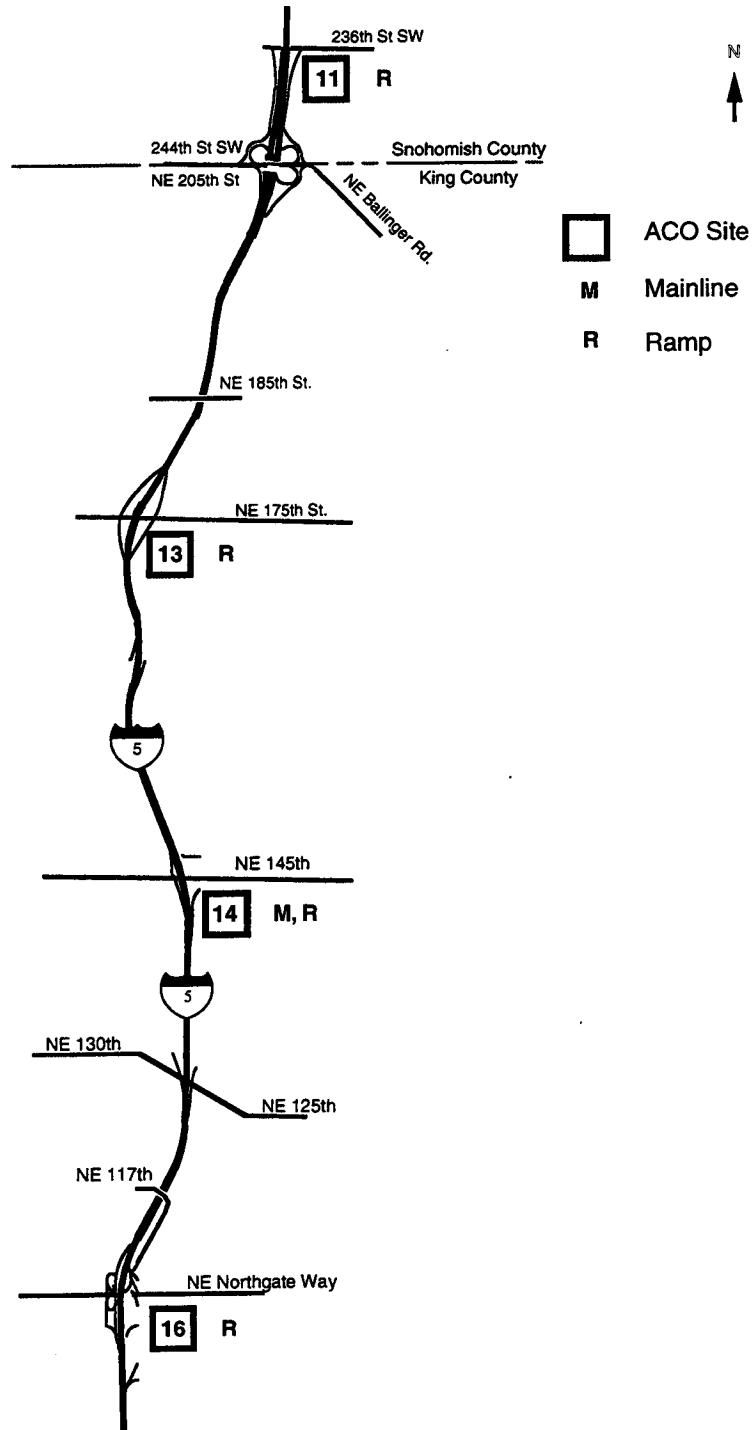 236th St SW
11 R
N
244th St SW
Snohomish County
NE 205th St
King County
NE Ballinger Rd.
ACO Site
M Mainline
R Ramp
NE 185th St.
NE 175th St.
13 R
5
NE 145th
14 M, R
5
NE 130th
NE 125th
NE 117th
NE Northgate Way
16 R